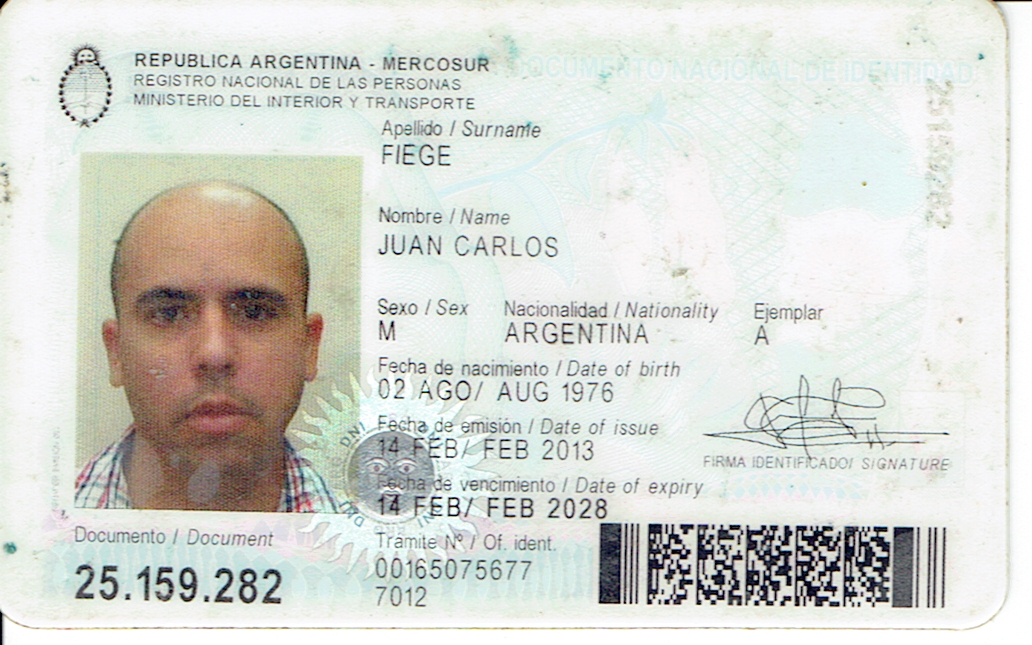 REPUBLICA ARGENTINA - MERCOSUR
REGISTRO NACIONAL DE LAS PERSONAS
MINISTERIO DEL INTERIOR Y TRANSPORTE
DOCUMENTO NACIONAL DE IDENTIDAD
25159282
Apellido / Surname
FIEGE
Nombre / Name
JUAN CARLOS
Sexo / Sex Nacionalidad / Nationality Ejemplar
M ARGENTINA A
Fecha de nacimiento / Date of birth
02 AGO/ AUG 1976
Fecha de emisión / Date of issue
14 FEB/ FEB 2013
FIRMA IDENTIFICADO/ SIGNATURE
Fecha de vencimiento / Date of expiry
14 FEB/ FEB 2028
Documento / Document
25.159.282
Tramite Nº / Of. ident.
00165075677
7012